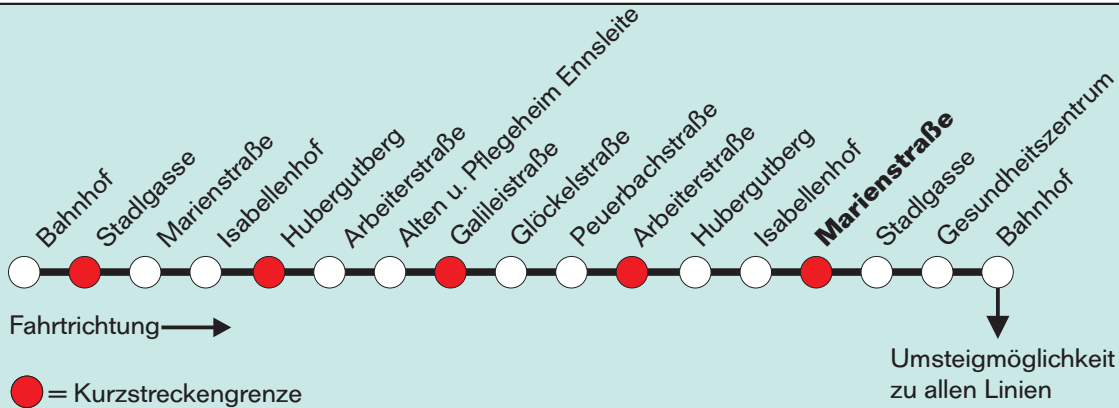 Bahnhof
Stadlgasse
Marienstraße
Isabellenhof
Hubergutberg
Arbeiterstraße
Alten u. Pflegeheim Ennsleite
Galileistraße
Glöckelstraße
Peuerbachstraße
Arbeiterstraße
Hubergutberg
Isabellenhof
Marienstraße
Stadlgasse
Gesundheitszentrum
Bahnhof
Fahrtrichtung
Umsteigmöglichkeit
zu allen Linien
= Kurzstreckengrenze